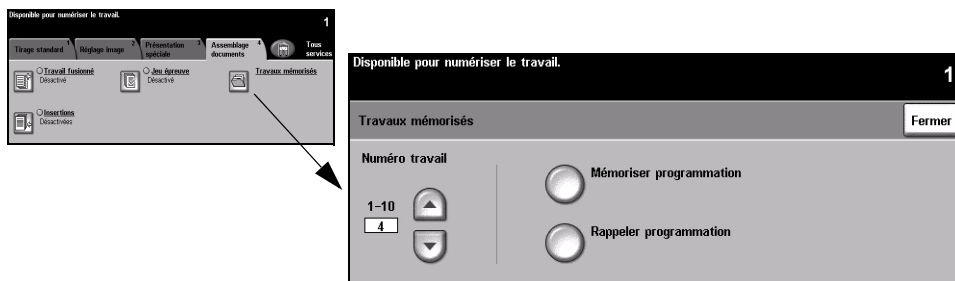 Disponible pour numériser le travail.
1
Tirage standard 1
Réglage image 2
Présentation spéciale 3
Assemblage documents 4
Tous services
Travail fusionné
Désactivé
Jeu épreuve
Désactivé
Travaux mémorisés
Insertions
Désactivées
Disponible pour numériser le travail.
1
Travaux mémorisés
Fermer
Numéro travail
1-10
4
Mémoriser programmation
Rappeler programmation